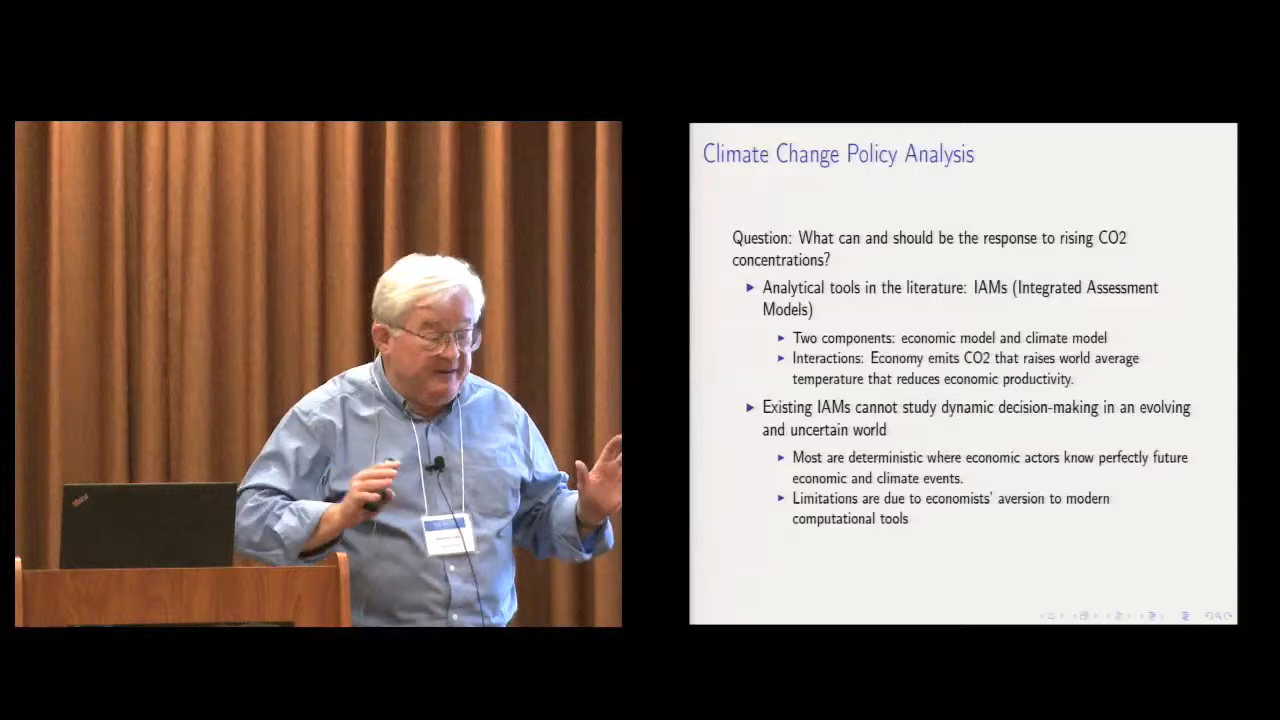 Climate Change Policy Analysis
Question: What can and should be the response to rising CO2
concentrations?
Analytical tools in the literature: IAMs (Integrated Assessment
Models)
Two components: economic model and climate model
Interactions: Economy emits CO2 that raises world average
temperature that reduces economic productivity.
Existing IAMs cannot study dynamic decision-making in an evolving
and uncertain world
Most are deterministic where economic actors know perfectly future
economic and climate events.
Limitations are due to economists' aversion to modern
computational tools